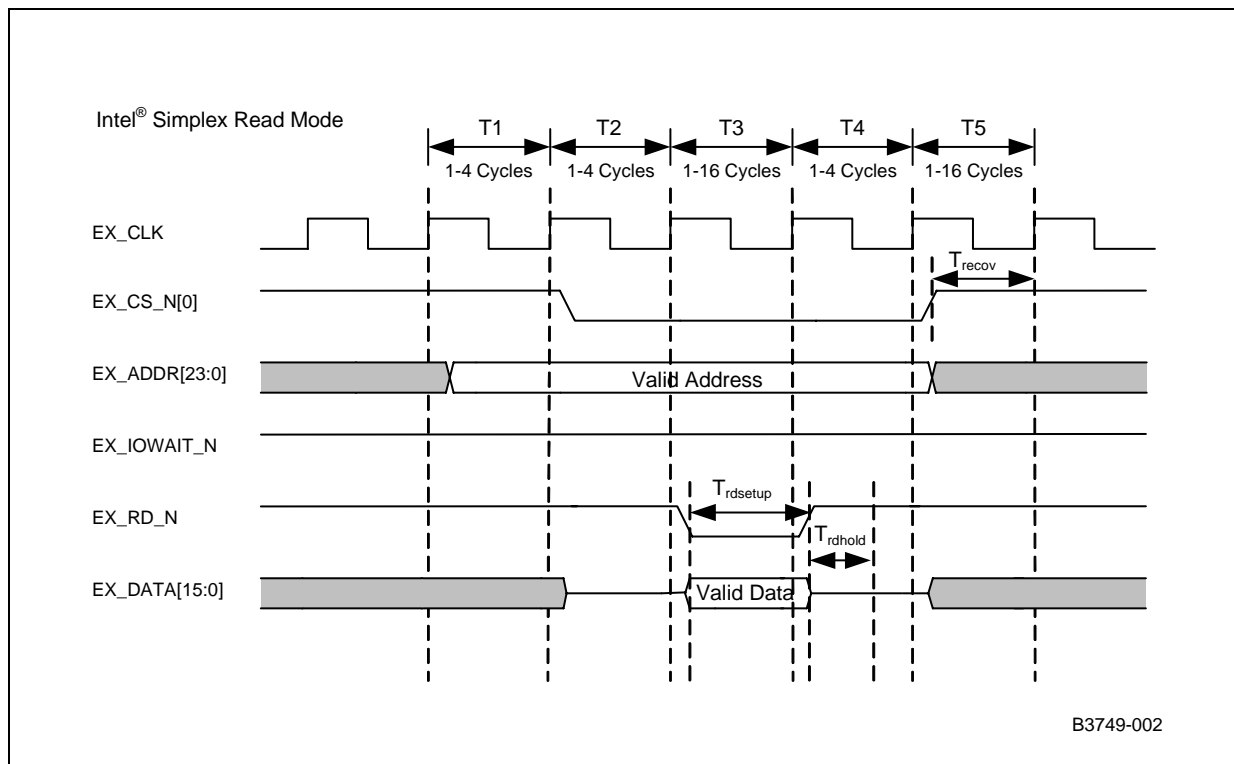 Intel® Simplex Read Mode
T1 T2 T3 T4 T5
1-4 Cycles 1-4 Cycles 1-16 Cycles 1-4 Cycles 1-16 Cycles
EX_CLK
Trecov
EX_CS_N[0]
EX_ADDR[23:0]
Valid Address
EX_IOWAIT_N
Trdsetup
EX_RD_N
Trdhold
EX_DATA[15:0]
Valid Data
B3749-002